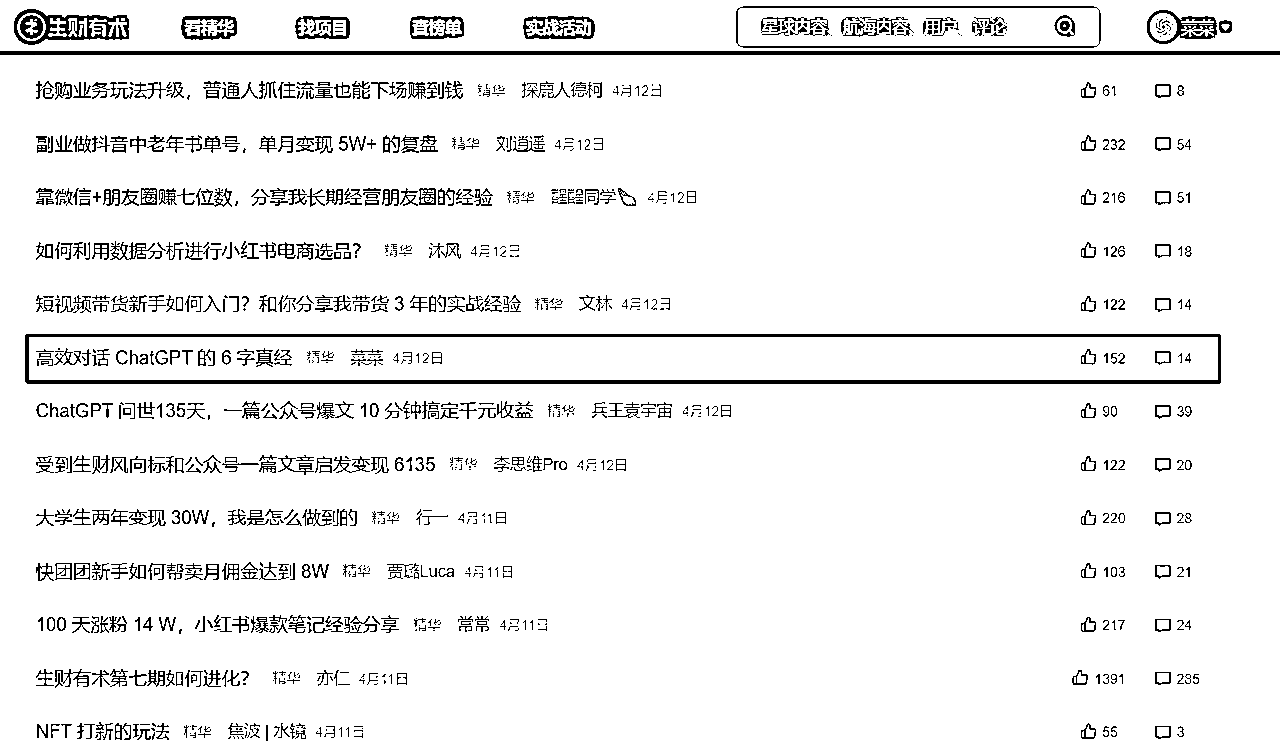 生财有术 看精华 找项目 查榜单 实战活动 星球内容、航海内容、用户、评论 菜菜
抢购业务玩法升级，普通人抓住流量也能下场赚到钱 精华 探鹿人德柯 4月12日 61 8
副业做抖音中老年书单号，单月变现 5W+ 的复盘 精华 刘逍遥 4月12日 232 54
靠微信+朋友圈赚七位数，分享我长期经营朋友圈的经验 精华 醒醒同学 4月12日 216 51
如何利用数据分析进行小红书电商选品？ 精华 沐风 4月12日 126 18
短视频带货新手如何入门？和你分享我带货 3 年的实战经验 精华 文林 4月12日 122 14
高效对话 ChatGPT 的 6 字真经 精华 菜菜 4月12日 152 14
ChatGPT 问世135天，一篇公众号爆文 10 分钟搞定千元收益 精华 兵王袁宇宙 4月12日 90 39
受到生财风向标和公众号一篇文章启发变现 6135 精华 李思维Pro 4月12日 122 20
大学生两年变现 30W，我是怎么做到的 精华 行一 4月11日 220 28
快团团新手如何帮卖月佣金达到 8W 精华 贾璐Luca 4月11日 103 21
100 天涨粉 14 W，小红书爆款笔记经验分享 精华 常常 4月11日 217 24
生财有术第七期如何进化？ 精华 亦仁 4月11日 1391 285
NFT 打新的玩法 精华 焦波 | 水镜 4月11日 55 3